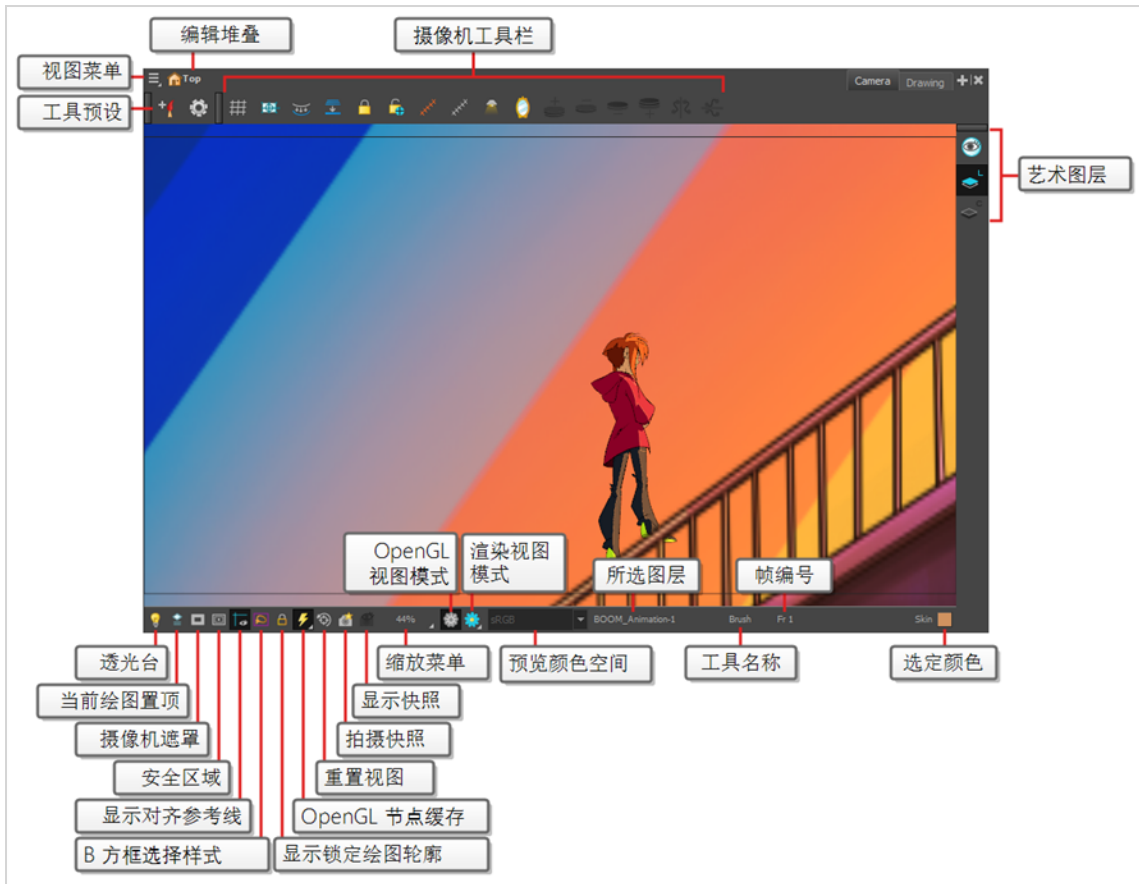 编辑堆叠
摄像机工具栏
视图菜单
Top
Camera
Drawing
工具预设
L
C
艺术图层
OpenGL
视图模式
渲染视图
模式
所选图层
帧编号
44%
sRGB
BOOM_Animation-1
Brush
Fr 1
Skin
透光台
缩放菜单
预览颜色空间
工具名称
选定颜色
当前绘图置顶
显示快照
摄像机遮罩
拍摄快照
安全区域
重置视图
显示对齐参考线
OpenGL 节点缓存
B 方框选择样式
显示锁定绘图轮廓